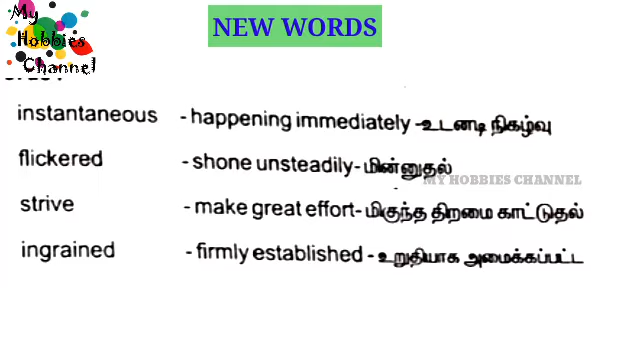 My
Hobbies
Channel
NEW WORDS
instantaneous - happening immediately - உடனடி நிகழ்வு
flickered - shone unsteadily - மின்னுதல்
MY HOBBIES CHANNEL
strive - make great effort - மிகுந்த திறமை காட்டுதல்
ingrained - firmly established - உறுதியாக அமைக்கப்பட்ட